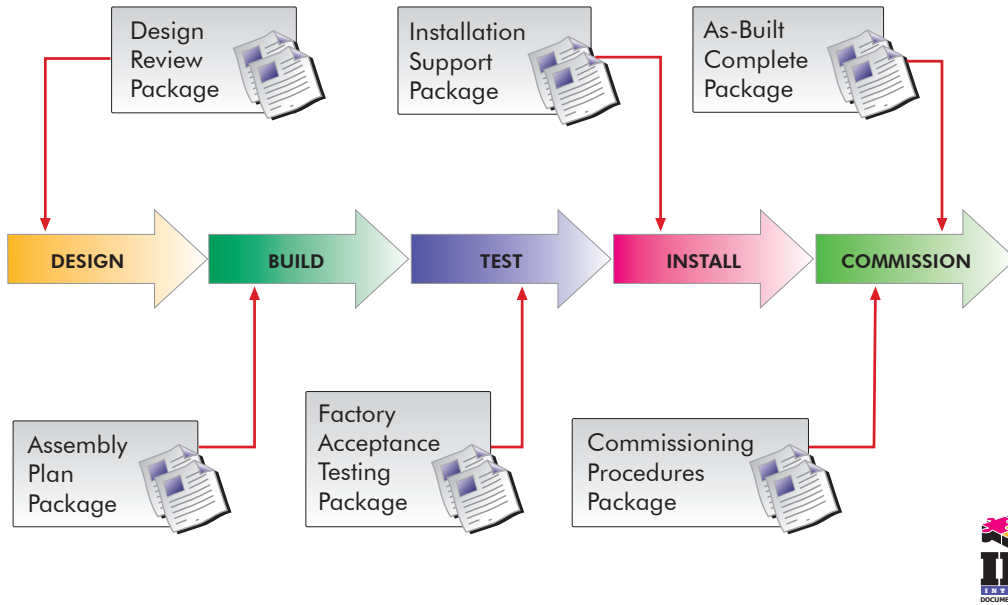 Design
Review
Package
Installation
Support
Package
As-Built
Complete
Package
DESIGN
BUILD
TEST
INSTALL
COMMISSION
Assembly
Plan
Package
Factory
Acceptance
Testing
Package
Commissioning
Procedures
Package